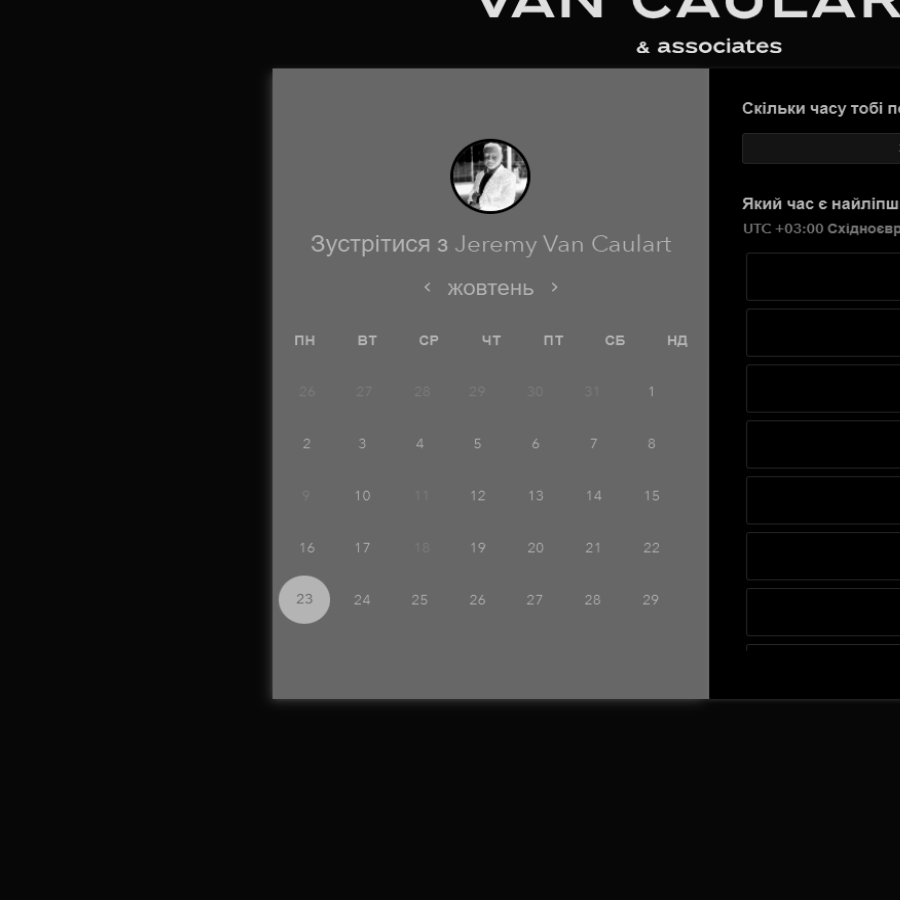 VAN CAULAR
& associates
Зустрітися з Jeremy Van Caulart
жовтень
ПН ВТ СР ЧТ ПТ СБ НД
26 27 28 29 30 31 1
2 3 4 5 6 7 8
9 10 11 12 13 14 15
16 17 18 19 20 21 22
23 24 25 26 27 28 29
Скільки часу тобі п
Який час є найліпш
UTC +03:00 Східноєвр